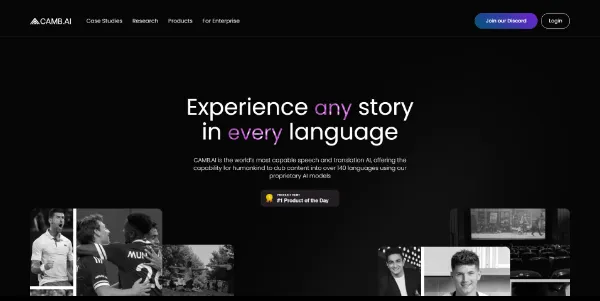 CAMB.AI
Case Studies Research Products For Enterprise
Join our Discord
Login
Experience any story
in every language
CAMB.AI is the world's most capable speech and translation AI, offering the
capability for humankind to dub content into over 140 languages using our
proprietary AI models
PRODUCT HUNT
#1 Product of the Day
MUN